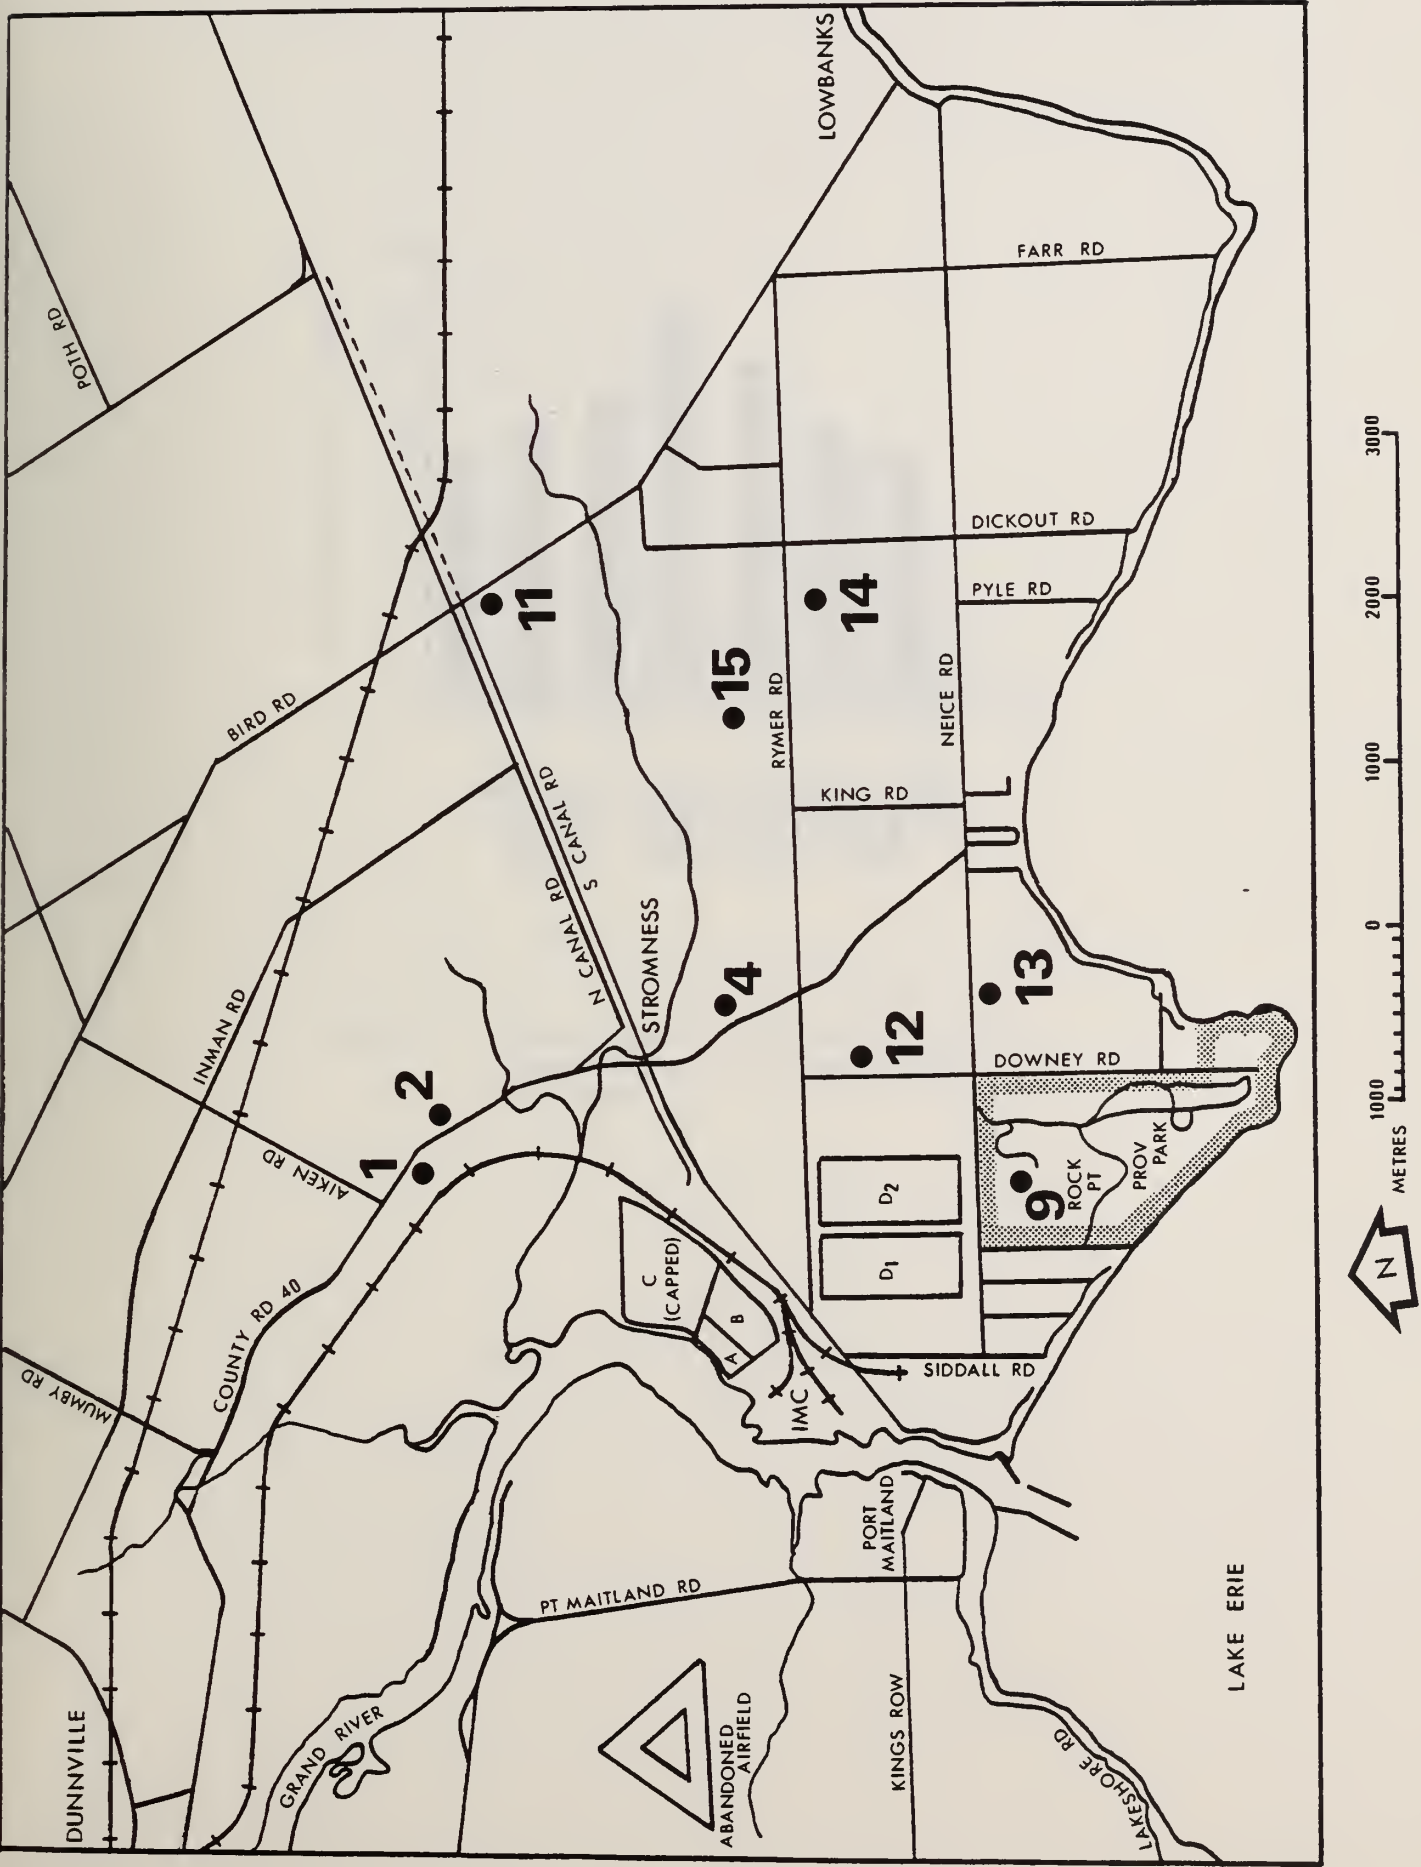 DUNNVILLE
MUMBY RD
COUNTY RD 40
AIKEN RD
INMAN RD
BIRD RD
POTH RD
1
2
11
N CANAL RD
S CANAL RD
STROMNESS
GRAND RIVER
PT MAITLAND RD
ABANDONED
AIRFIELD
C
(CAPPED)
B
A
IMC
4
15
14
LOWBANKS
RYMER RD
KING RD
NEICE RD
FARR RD
DICKOUT RD
PYLE RD
12
13
DOWNEY RD
D1
D2
9
ROCK
PT
PROV
PARK
SIDDALL RD
PORT
MAITLAND
KINGS ROW
LAKESHORE RD
LAKE ERIE
N
METRES
1000
0
1000
2000
3000